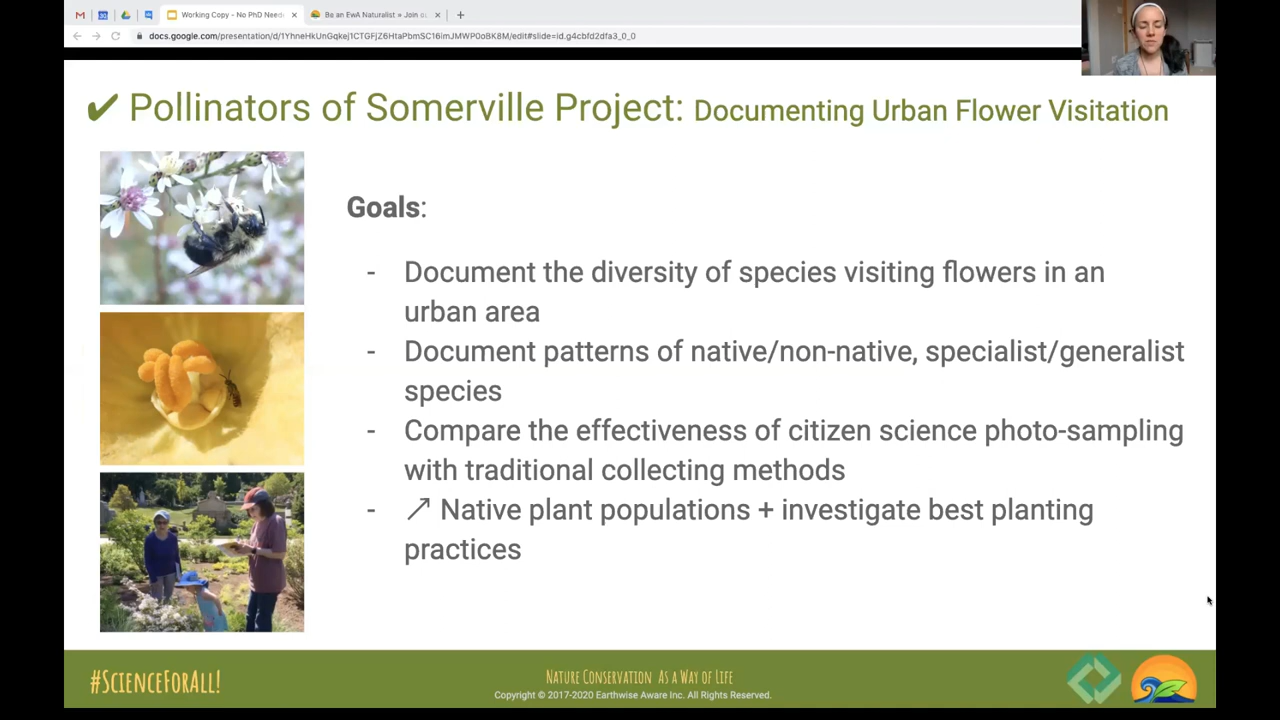 Working Copy - No PhD Need
Be an EwA Naturalist » Join o
docs.google.com/presentation/d/1YhneHkUnGqkej1CTGFjZ6HtaPbmSC16imJMWP0oBK8M/edit#slide=id.g4cbfd2dfa3_0_0
✔ Pollinators of Somerville Project: Documenting Urban Flower Visitation
Goals:
- Document the diversity of species visiting flowers in an
urban area
- Document patterns of native/non-native, specialist/generalist
species
- Compare the effectiveness of citizen science photo-sampling
with traditional collecting methods
- ↗ Native plant populations + investigate best planting
practices
#ScienceForAll!
Nature Conservation As a Way of Life
Copyright © 2017-2020 Earthwise Aware Inc. All Rights Reserved.